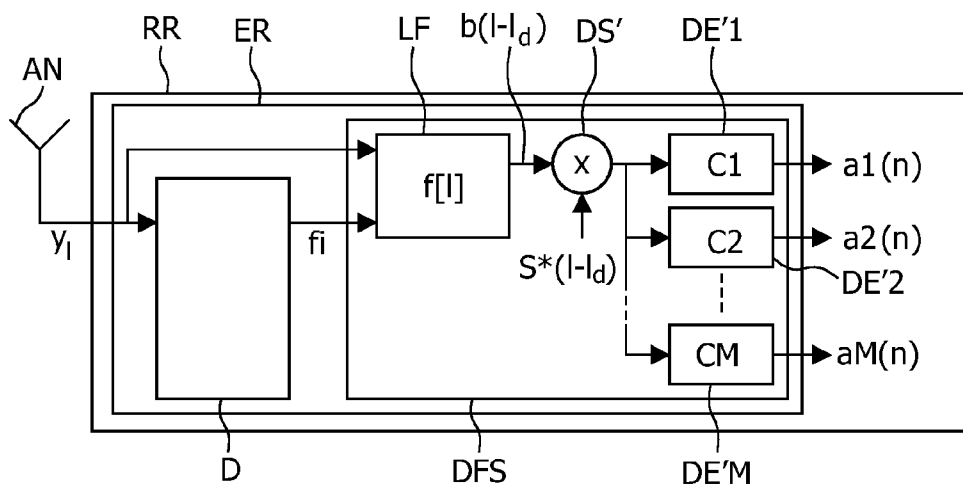 RR
ER
LF
b(l-l_d)
DS'
DE'1
AN
f[l]
X
C1
a1(n)
y_l
fi
S*(l-l_d)
C2
a2(n)
DE'2
CM
aM(n)
D
DFS
DE'M